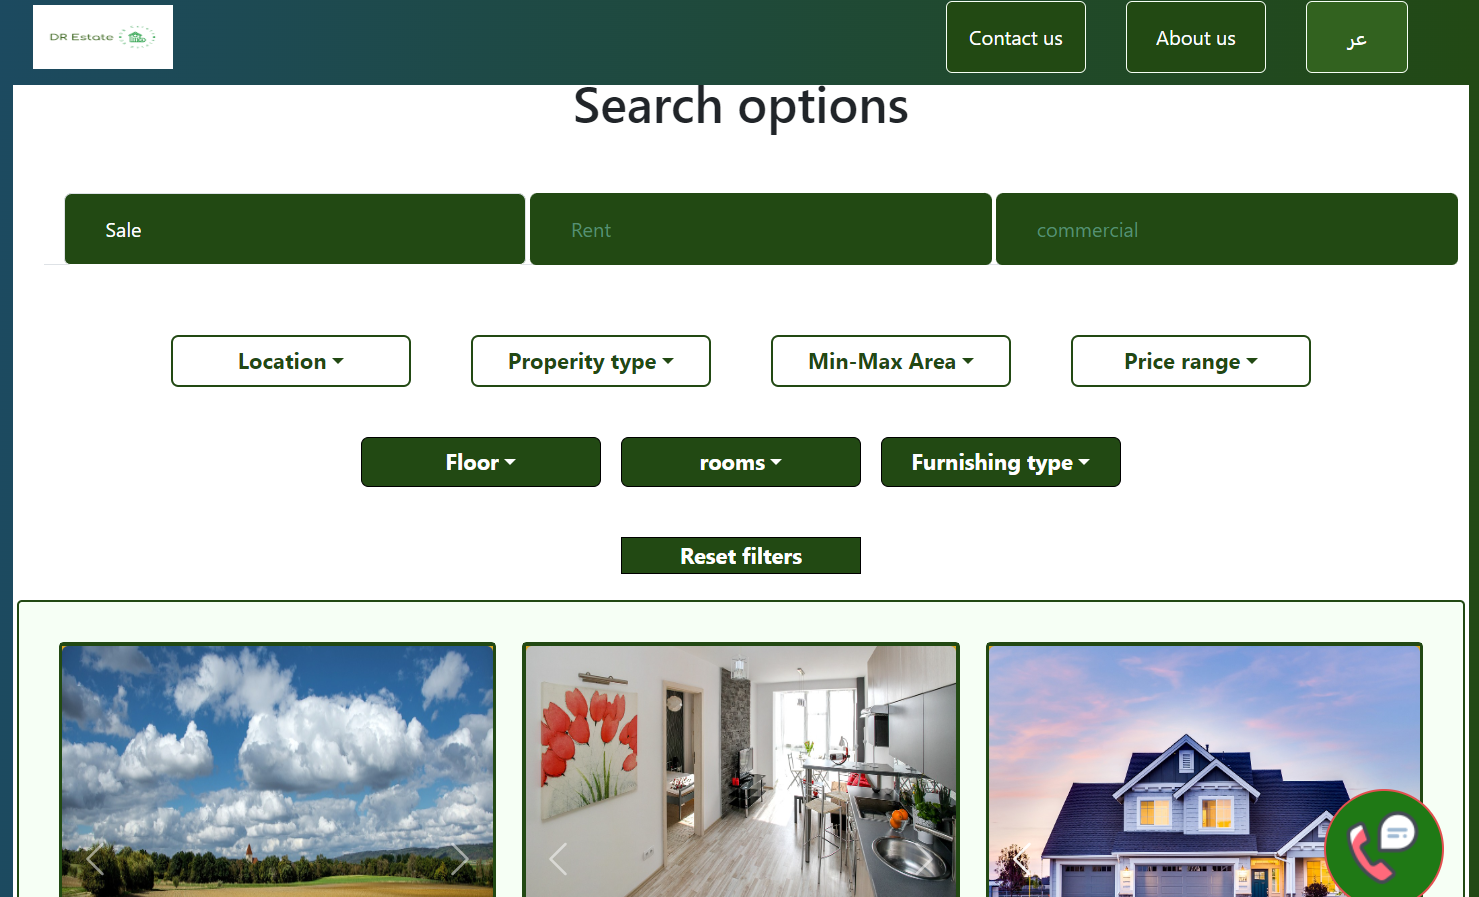 DR Estate
Contact us
About us
عر
Search options
Sale
Rent
commercial
Location
Properity type
Min-Max Area
Price range
Floor
rooms
Furnishing type
Reset filters